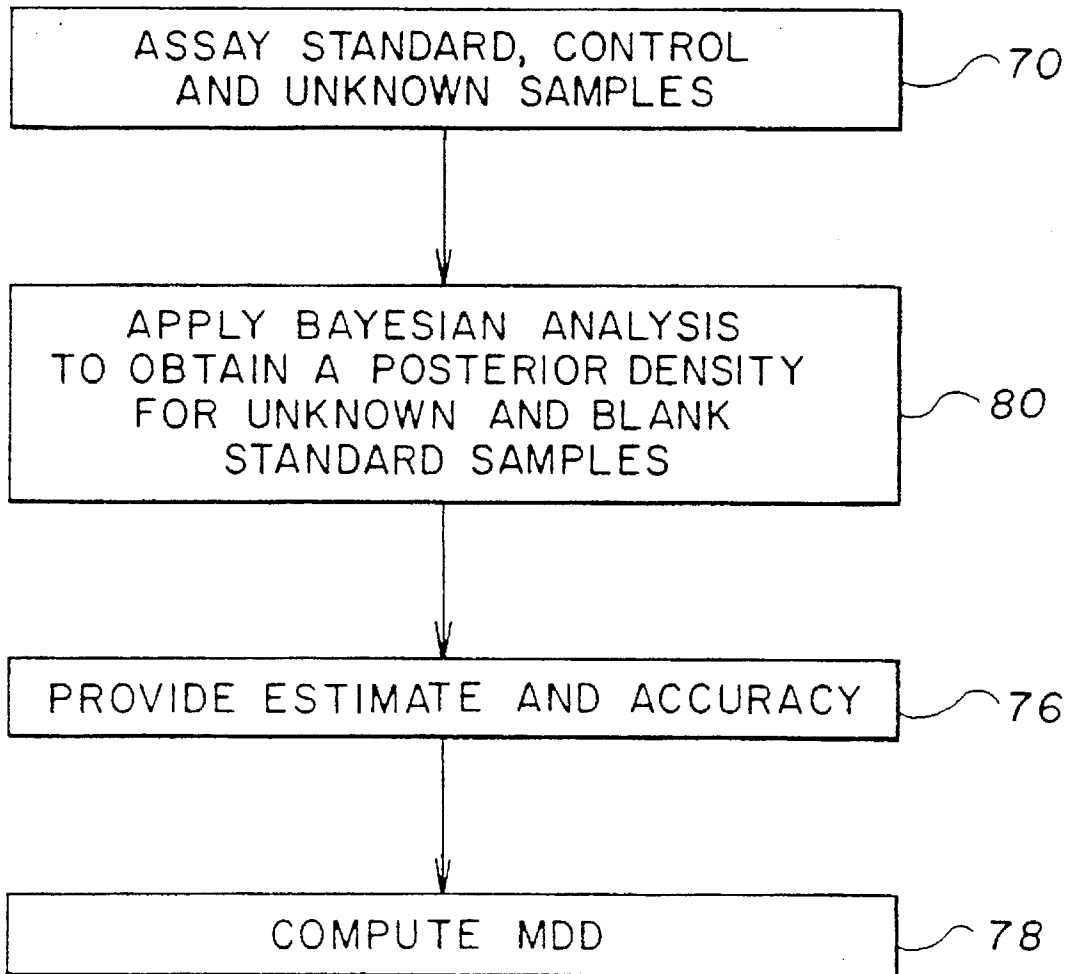 ASSAY STANDARD, CONTROL
AND UNKNOWN SAMPLES
70
APPLY BAYESIAN ANALYSIS
TO OBTAIN A POSTERIOR DENSITY
FOR UNKNOWN AND BLANK
STANDARD SAMPLES
80
PROVIDE ESTIMATE AND ACCURACY
76
COMPUTE MDD
78